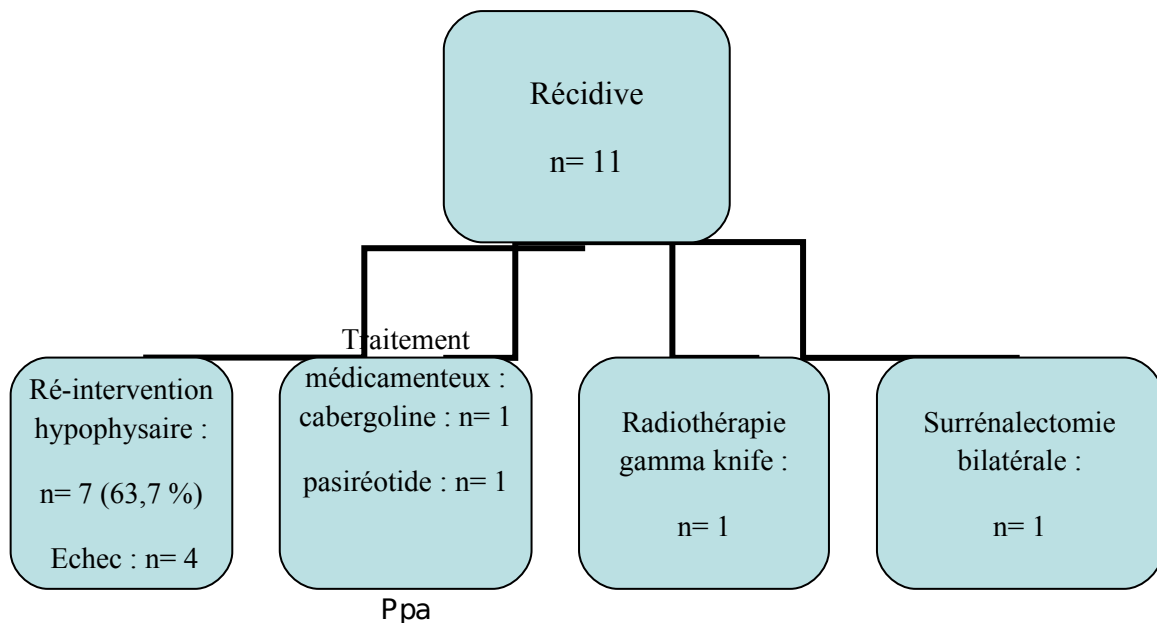 Récidive
n= 11
Ré-intervention
hypophysaire :
n= 7 (63,7 %)
Echec : n= 4
Traitement
médicamenteux :
cabergoline : n= 1
pasiréotide : n= 1
Radiothérapie
gamma knife :
n= 1
Surrénalectomie
bilatérale :
n= 1
Ppa